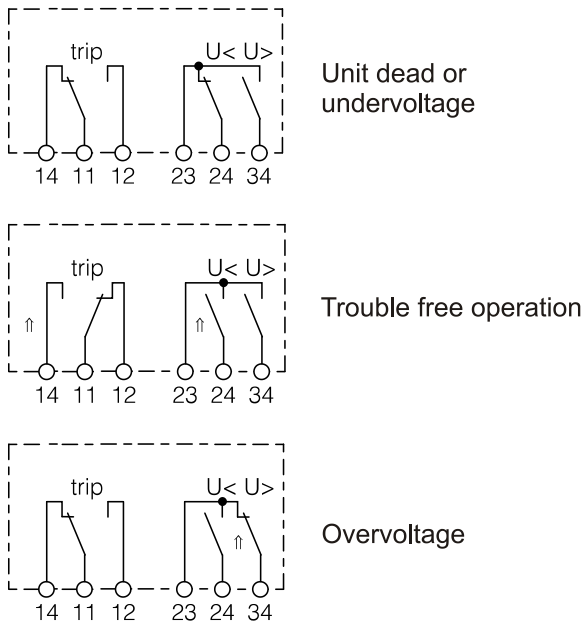 trip U< U>
Unit dead or
undervoltage
14 11 12 23 24 34
trip U< U>
Trouble free operation
⇑ ⇑
14 11 12 23 24 34
trip U< U>
Overvoltage
⇑
14 11 12 23 24 34